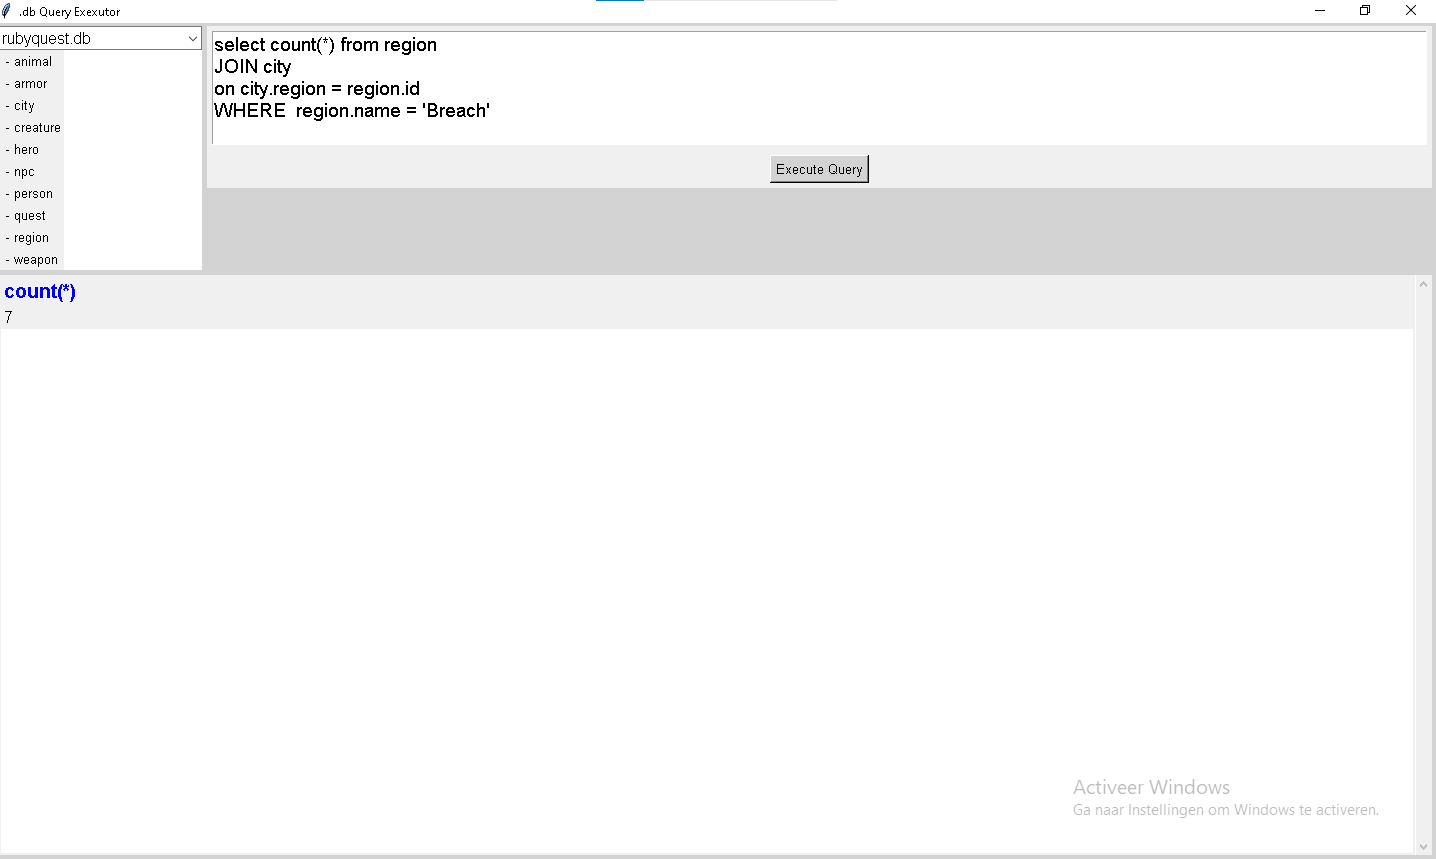 .db Query Exexutor
rubyquest.db
- animal
- armor
- city
- creature
- hero
- npc
- person
- quest
- region
- weapon
select count(*) from region
JOIN city
on city.region = region.id
WHERE  region.name = 'Breach'
Execute Query
count(*)
7
Activeer Windows
Ga naar Instellingen om Windows te activeren.